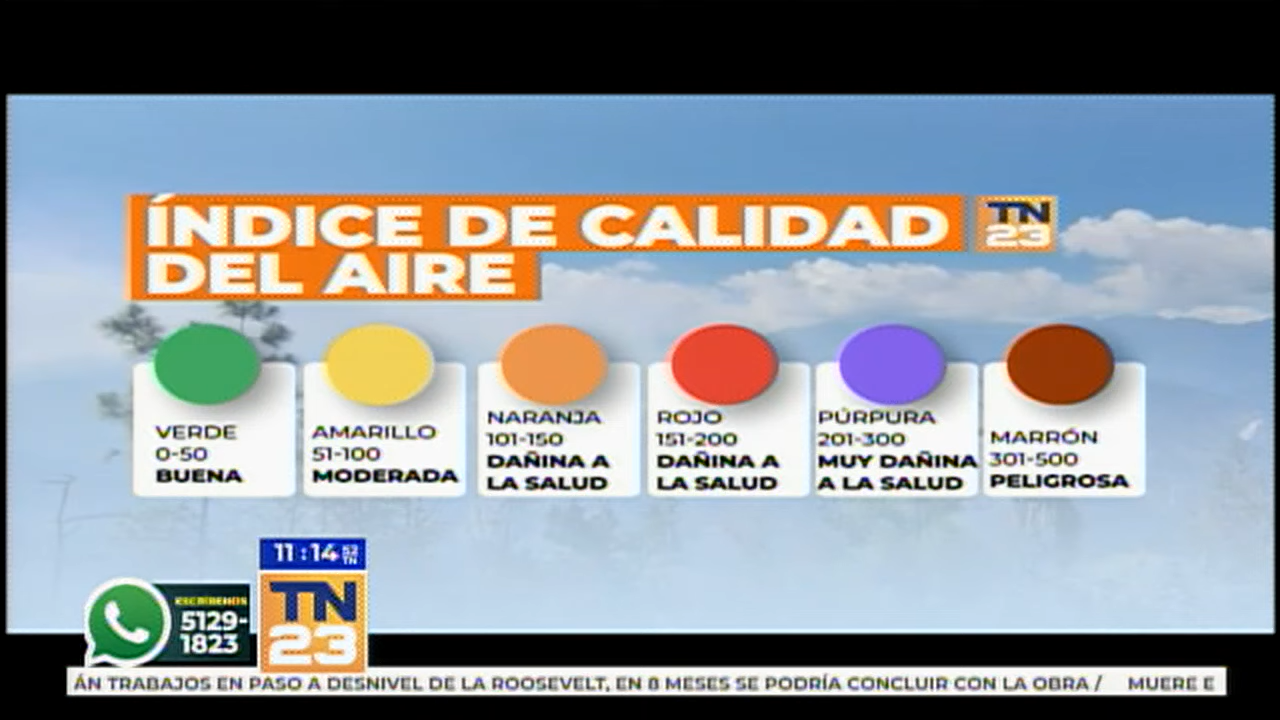 ÍNDICE DE CALIDAD
DEL AIRE
TN
23
VERDE
0-50
BUENA
AMARILLO
51-100
MODERADA
NARANJA
101-150
DAÑINA A
LA SALUD
ROJO
151-200
DAÑINA A
LA SALUD
PÚRPURA
201-300
MUY DAÑINA
A LA SALUD
MARRÓN
301-500
PELIGROSA
11:14 52
TN
TN
23
ESCRÍBENOS
5129-
1823
ÁN TRABAJOS EN PASO A DESNIVEL DE LA ROOSEVELT, EN 8 MESES SE PODRÍA CONCLUIR CON LA OBRA / MUERE E